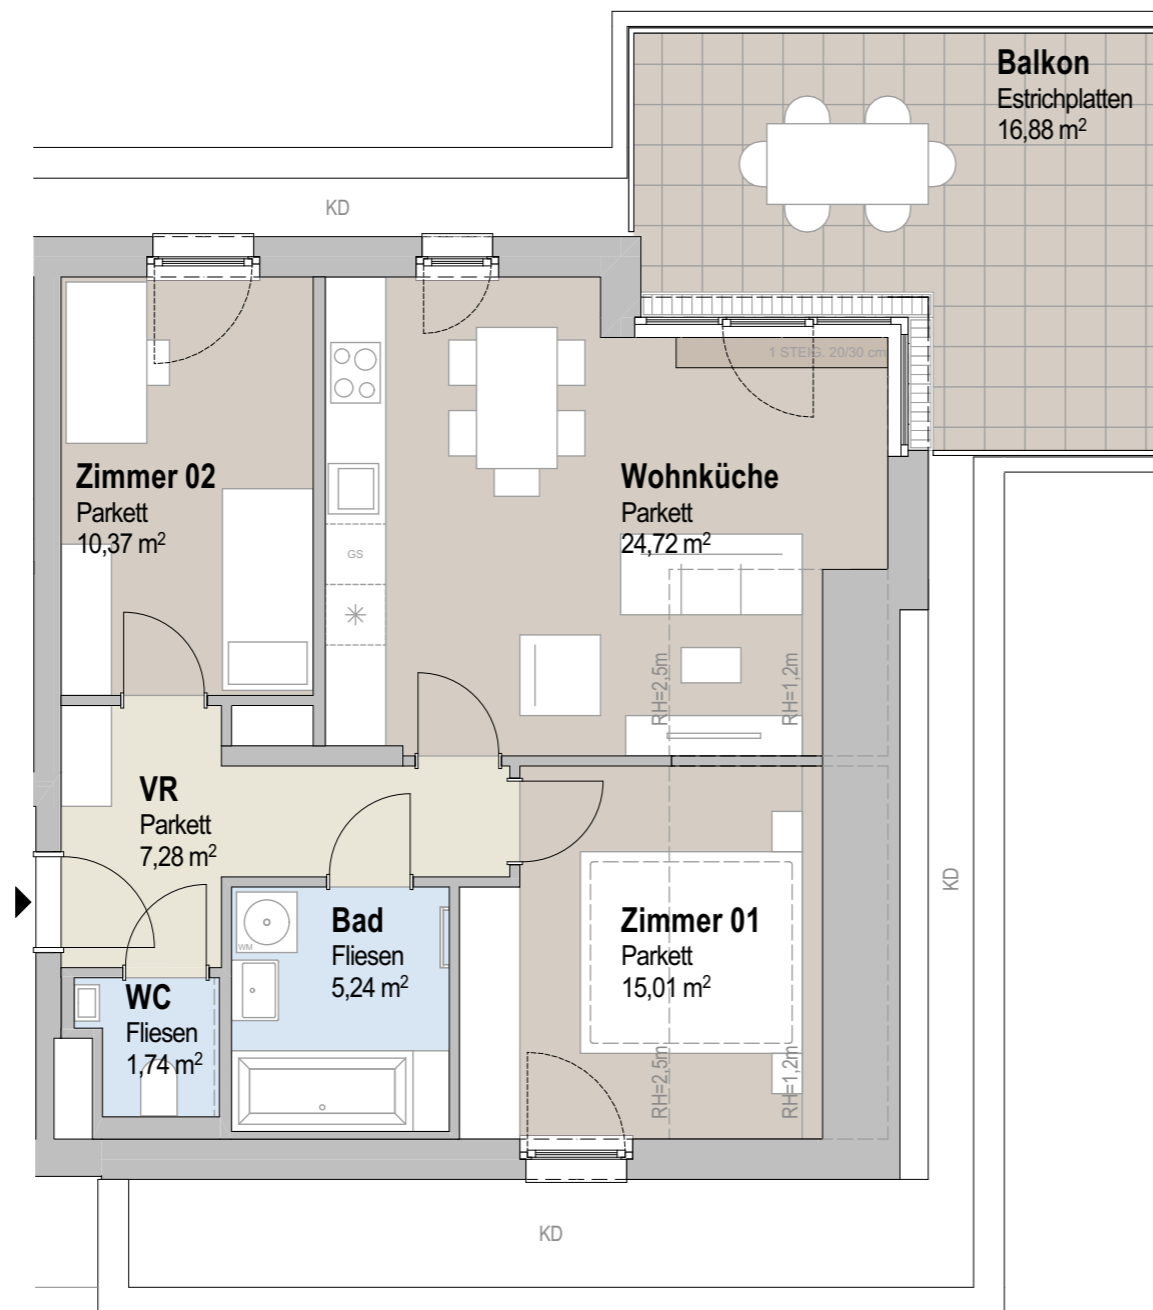 Balkon
Estrichplatten
16,88 m²
KD
1 STEIG. 20/30 cm
Zimmer 02
Parkett
10,37 m²
Wohnküche
Parkett
24,72 m²
GS
RH=2,5m
RH=1,2m
VR
Parkett
7,28 m²
KD
Bad
Fliesen
5,24 m²
WM
Zimmer 01
Parkett
15,01 m²
WC
Fliesen
1,74 m²
RH=2,5m
RH=1,2m
KD